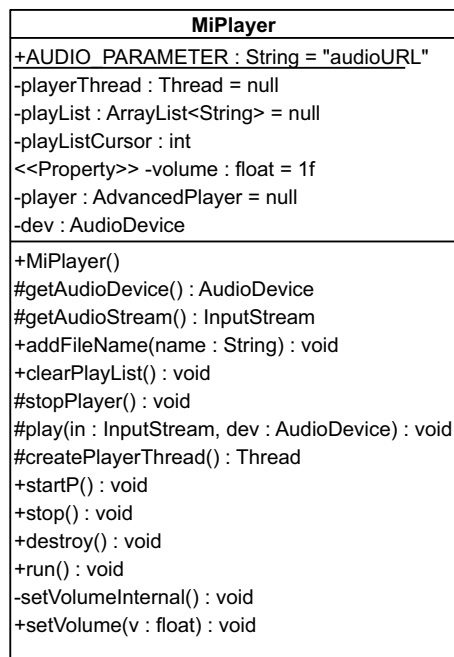 MiPlayer
+AUDIO_PARAMETER : String = "audioURL"
-playerThread : Thread = null
-playList : ArrayList<String> = null
-playListCursor : int
<<Property>> -volume : float = 1f
-player : AdvancedPlayer = null
-dev : AudioDevice
+MiPlayer()
#getAudioDevice() : AudioDevice
#getAudioStream() : InputStream
+addFileName(name : String) : void
+clearPlayList() : void
#stopPlayer() : void
#play(in : InputStream, dev : AudioDevice) : void
#createPlayerThread() : Thread
+startP() : void
+stop() : void
+destroy() : void
+run() : void
-setVolumeInternal() : void
+setVolume(v : float) : void